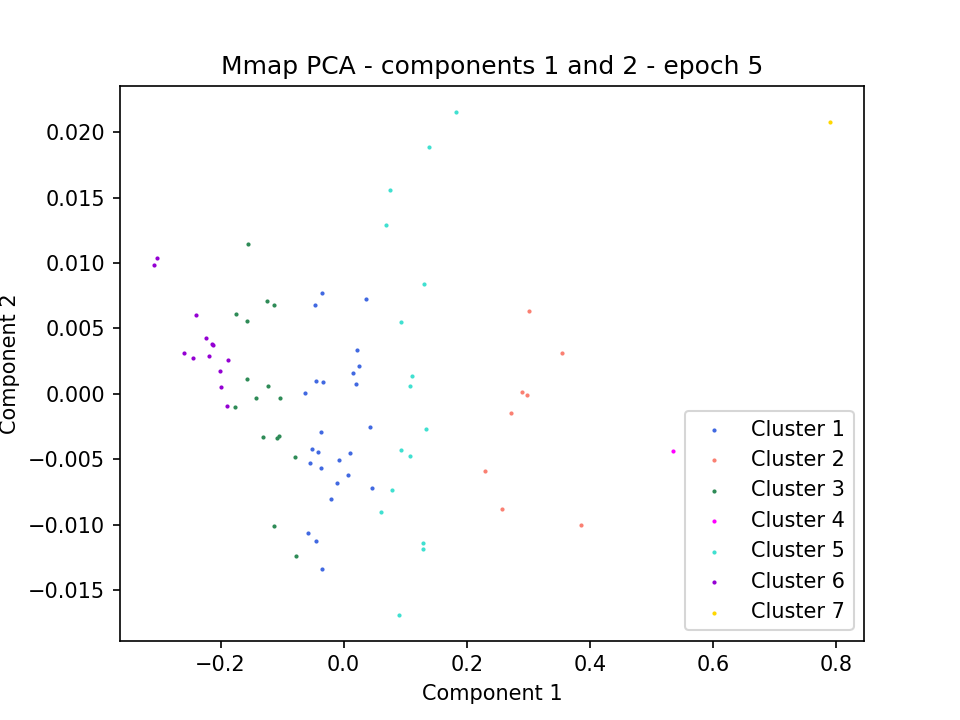 Mmap PCA - components 1 and 2 - epoch 5
Component 2
0.020
0.015
0.010
0.005
0.000
−0.005
−0.010
−0.015
Cluster 1
Cluster 2
Cluster 3
Cluster 4
Cluster 5
Cluster 6
Cluster 7
−0.2
0.0
0.2
0.4
0.6
0.8
Component 1